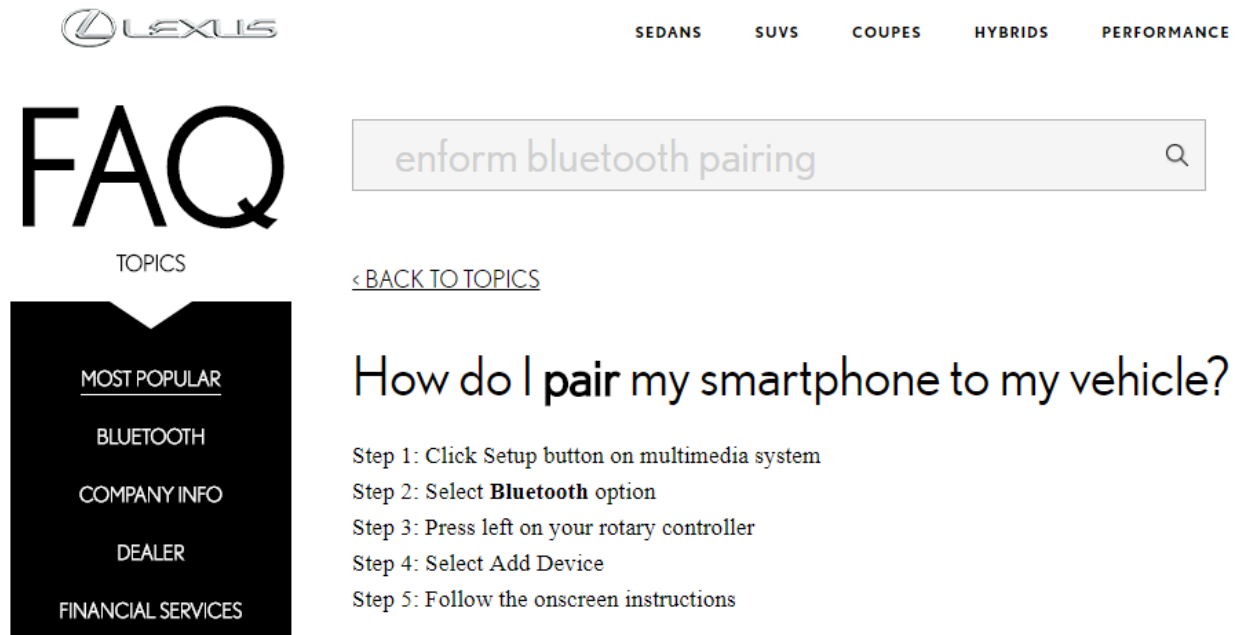 LEXUS
SEDANS SUVS COUPES HYBRIDS PERFORMANCE
FAQ
TOPICS
MOST POPULAR
BLUETOOTH
COMPANY INFO
DEALER
FINANCIAL SERVICES
enform bluetooth pairing
< BACK TO TOPICS
How do I pair my smartphone to my vehicle?
Step 1: Click Setup button on multimedia system
Step 2: Select Bluetooth option
Step 3: Press left on your rotary controller
Step 4: Select Add Device
Step 5: Follow the onscreen instructions